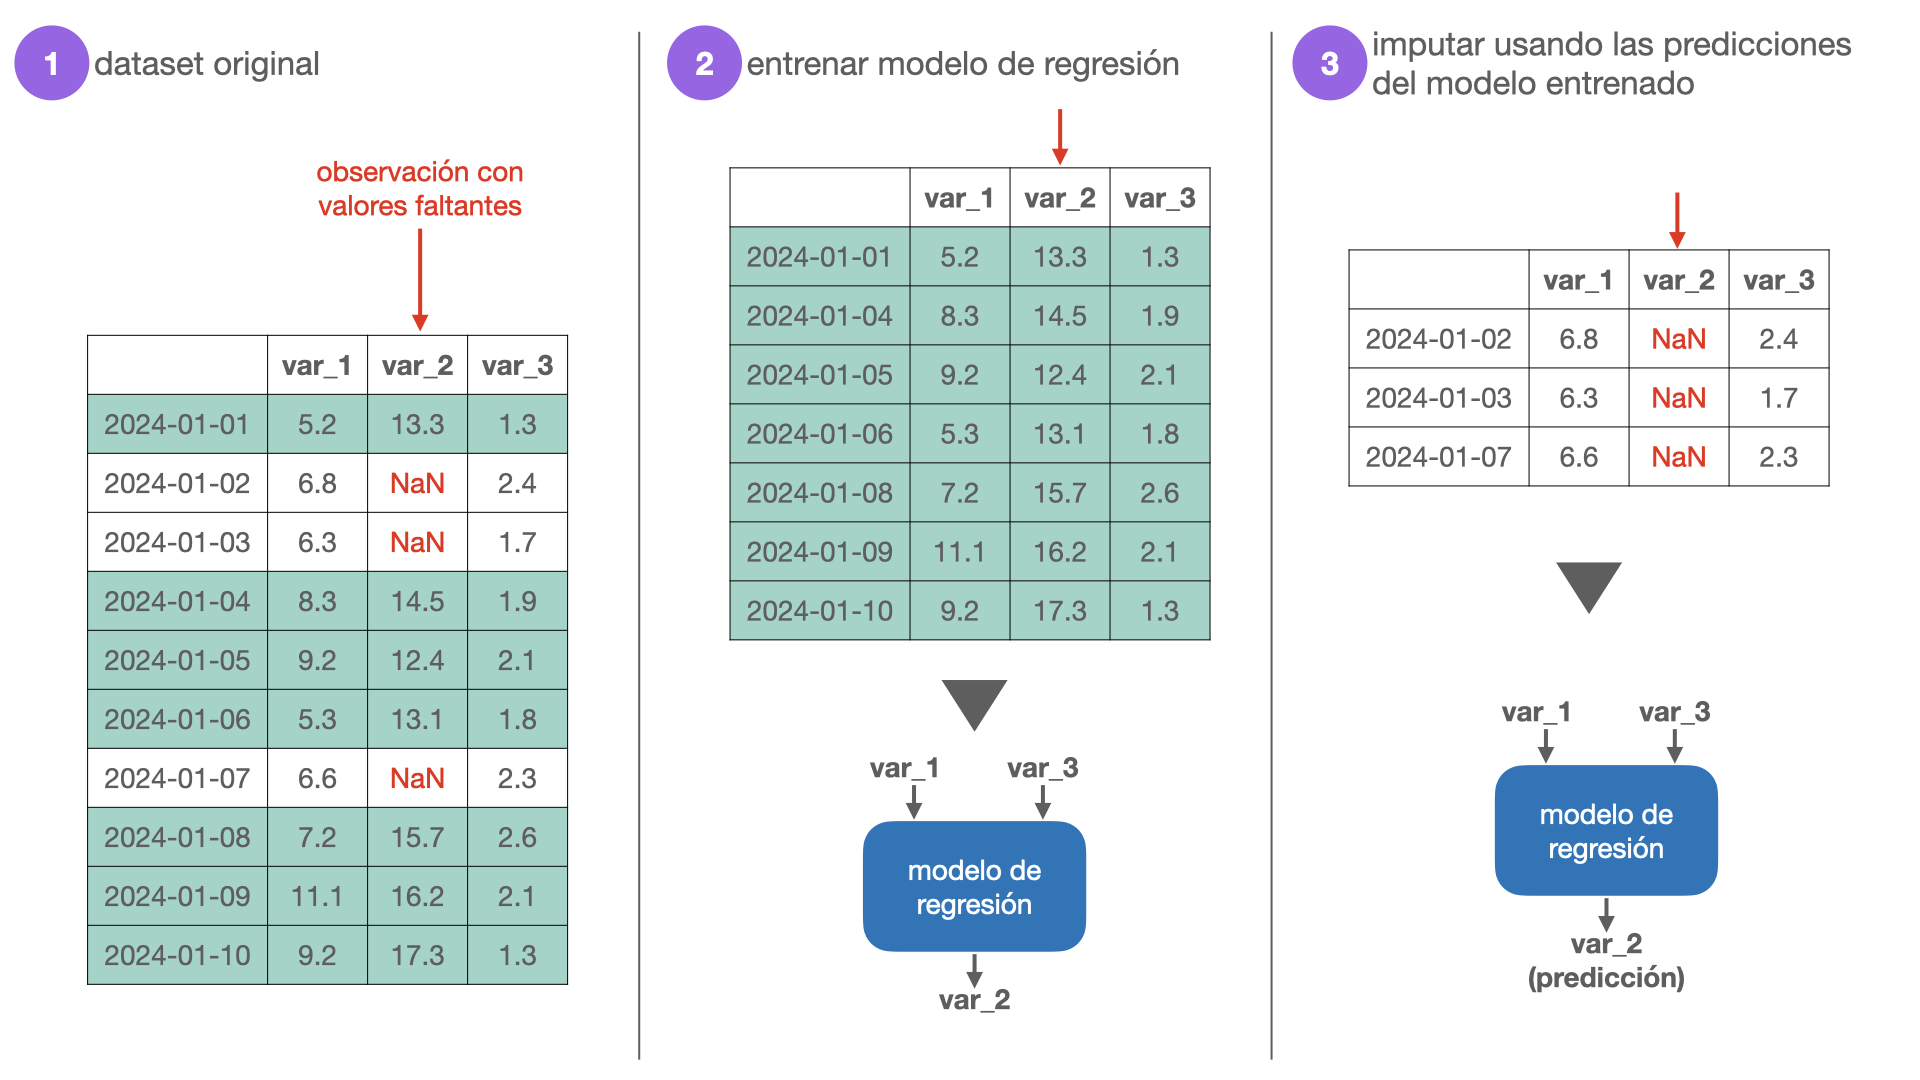 1 dataset original
observación con
valores faltantes
var_1 var_2 var_3
2024-01-01 5.2 13.3 1.3
2024-01-02 6.8 NaN 2.4
2024-01-03 6.3 NaN 1.7
2024-01-04 8.3 14.5 1.9
2024-01-05 9.2 12.4 2.1
2024-01-06 5.3 13.1 1.8
2024-01-07 6.6 NaN 2.3
2024-01-08 7.2 15.7 2.6
2024-01-09 11.1 16.2 2.1
2024-01-10 9.2 17.3 1.3
2 entrenar modelo de regresión
var_1 var_2 var_3
2024-01-01 5.2 13.3 1.3
2024-01-04 8.3 14.5 1.9
2024-01-05 9.2 12.4 2.1
2024-01-06 5.3 13.1 1.8
2024-01-08 7.2 15.7 2.6
2024-01-09 11.1 16.2 2.1
2024-01-10 9.2 17.3 1.3
var_1 var_3
modelo de
regresión
var_2
3 imputar usando las predicciones
del modelo entrenado
var_1 var_2 var_3
2024-01-02 6.8 NaN 2.4
2024-01-03 6.3 NaN 1.7
2024-01-07 6.6 NaN 2.3
var_1 var_3
modelo de
regresión
var_2
(predicción)